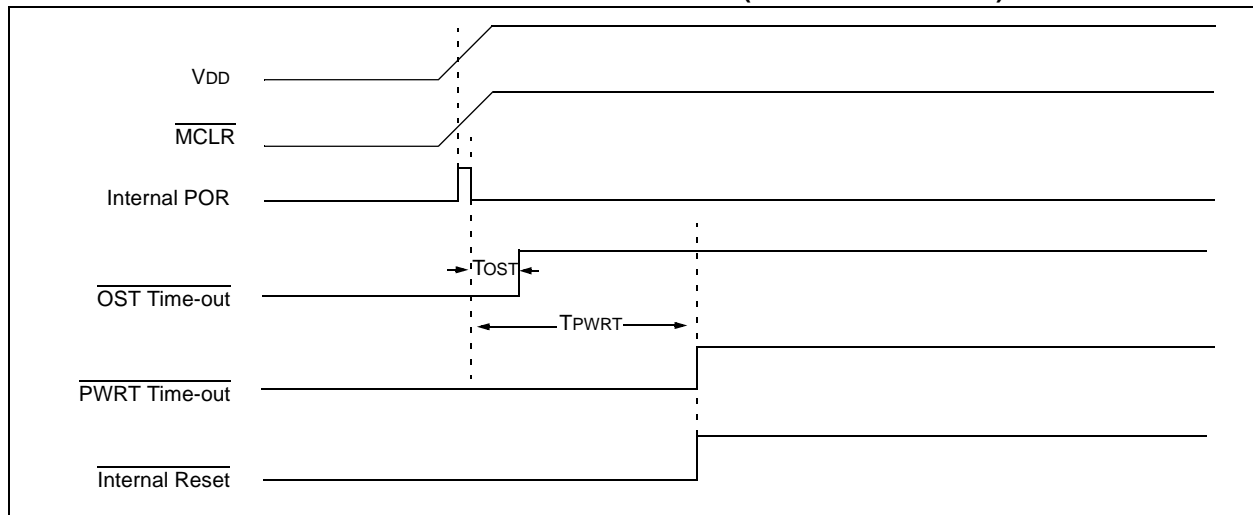 VDD
MCLR
Internal POR
TOST
OST Time-out
TPWRT
PWRT Time-out
Internal Reset